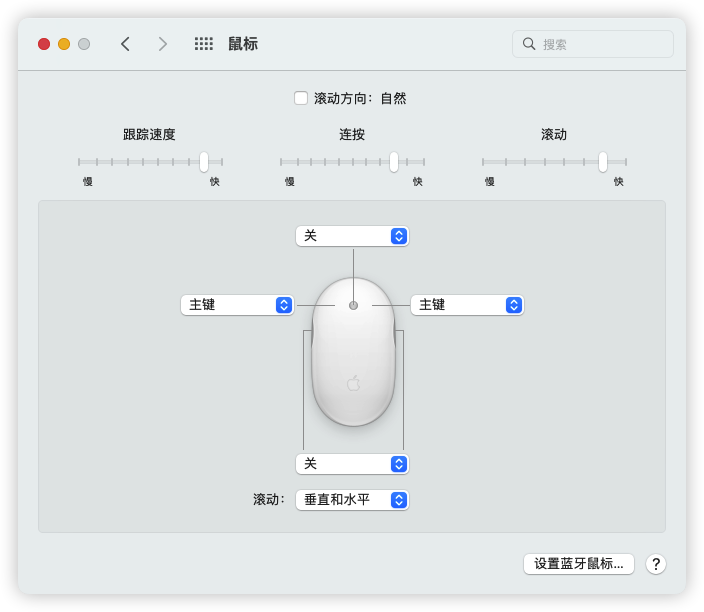 鼠标
搜索
滚动方向：自然
跟踪速度 连按 滚动
慢 快 慢 快 慢 快
关
主键 主键
关
滚动： 垂直和水平
设置蓝牙鼠标... ?